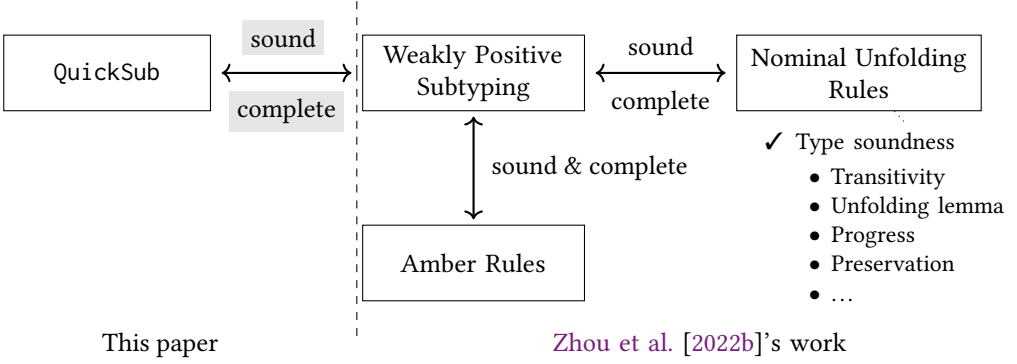 QuickSub
sound
complete
Weakly Positive
Subtyping
sound
complete
Nominal Unfolding
Rules
sound & complete
Amber Rules
✓ Type soundness
• Transitivity
• Unfolding lemma
• Progress
• Preservation
• ...
This paper
Zhou et al. [2022b]'s work